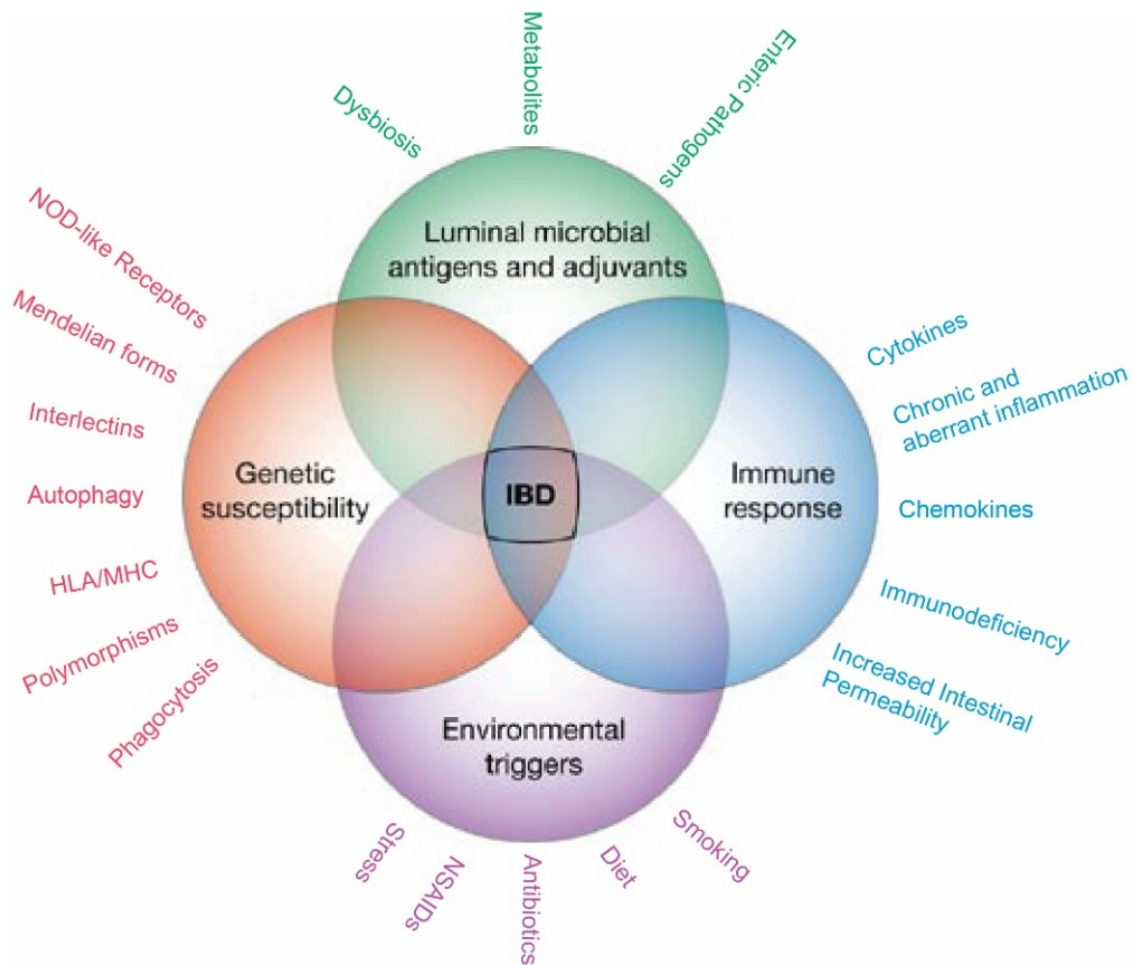 Metabolites
Dysbiosis
Enteric Pathogens
Luminal microbial
antigens and adjuvants
NOD-like Receptors
Mendelian forms
Interlectins
Autophagy
HLA/MHC
Polymorphisms
Phagocytosis
Genetic
susceptibility
IBD
Immune
response
Cytokines
Chronic and
aberrant inflammation
Chemokines
Immunodeficiency
Increased Intestinal
Permeability
Environmental
triggers
Stress
NSAIDs
Antibiotics
Diet
Smoking